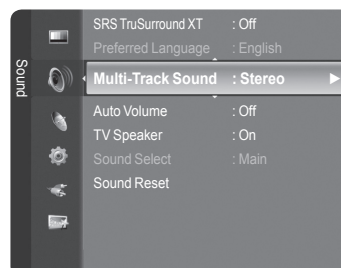 Sound
SRS TruSurround XT : Off
Preferred Language : English
Multi-Track Sound : Stereo
Auto Volume : Off
TV Speaker : On
Sound Select : Main
Sound Reset